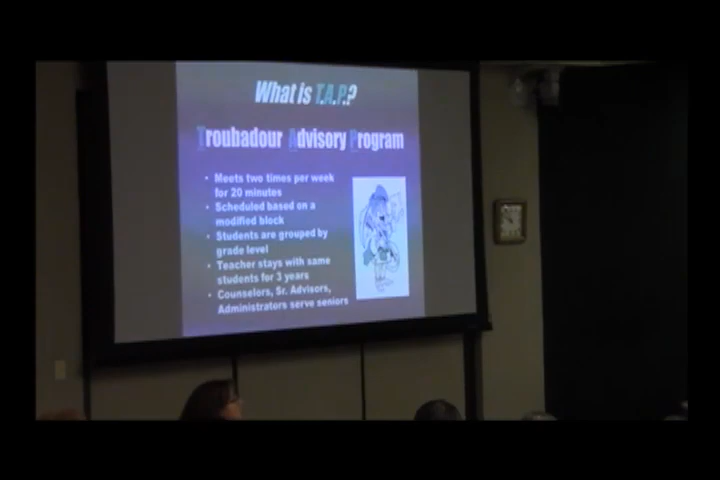 What is T.A.P.?
Troubadour Advisory Program
• Meets two times per week
for 20 minutes
• Scheduled based on a
modified block
• Students are grouped by
grade level
• Teacher stays with same
students for 3 years
• Counselors, Sr. Advisors,
Administrators serve seniors